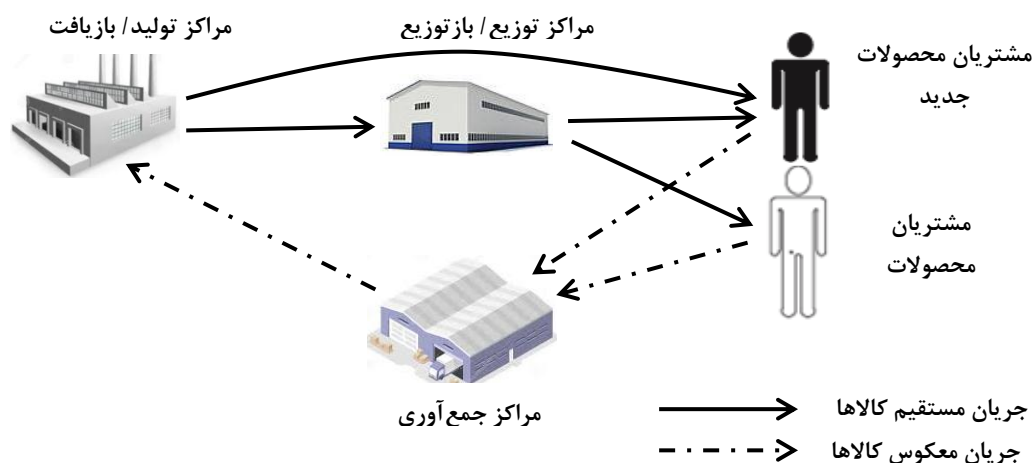 مراکز تولید/ بازیافت
مراکز توزیع/ بازتوزیع
مشتریان محصولات
جدید
مشتریان
محصولات
مراکز جمع‌آوری
جریان مستقیم کالاها
جریان معکوس کالاها